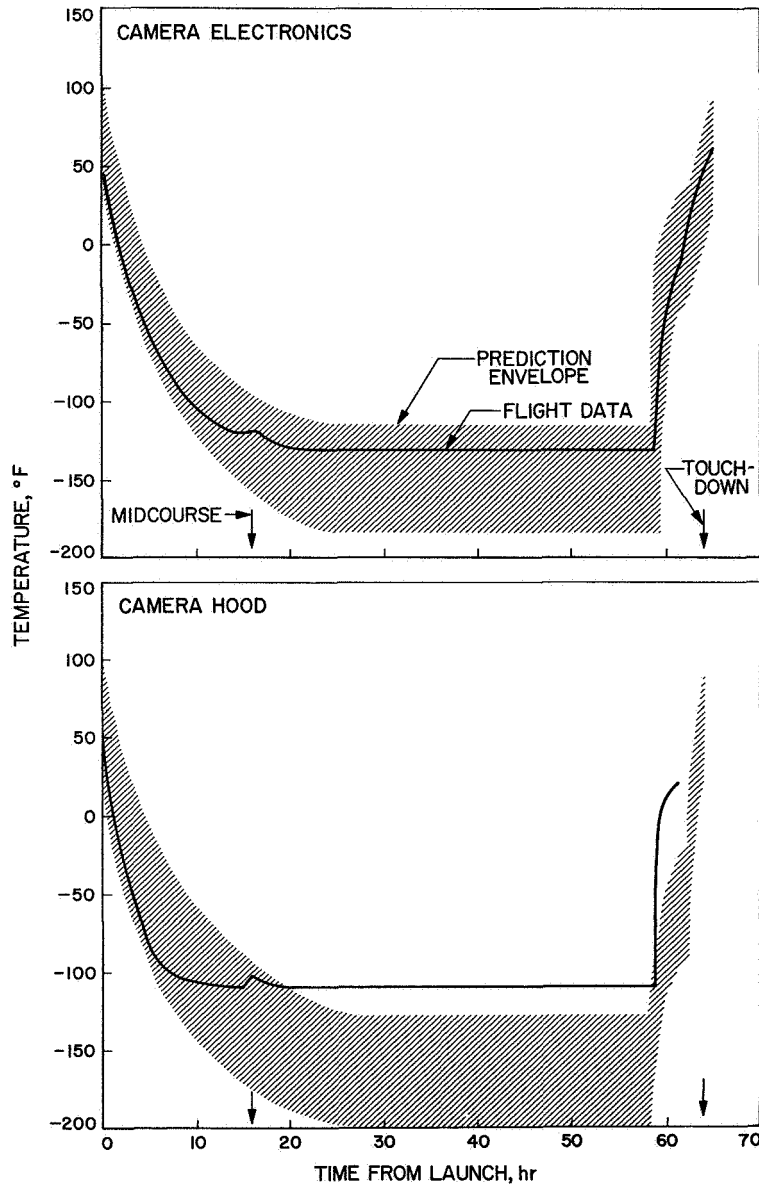 TEMPERATURE, °F
CAMERA ELECTRONICS
150
100
50
0
-50
-100
-150
-200
PREDICTION
ENVELOPE
FLIGHT DATA
MIDCOURSE
TOUCH-
DOWN
CAMERA HOOD
150
100
50
0
-50
-100
-150
-200
0 10 20 30 40 50 60 70
TIME FROM LAUNCH, hr